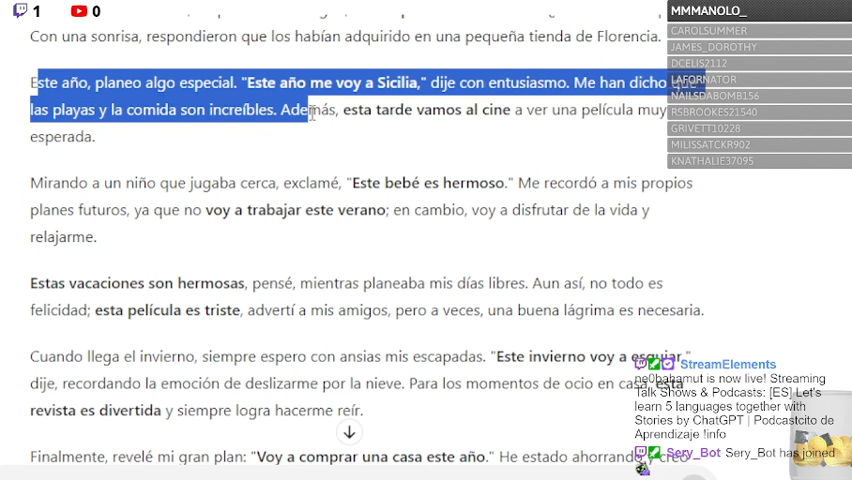 1
0
MMMANOLO_
CAROLSUMMER
JAMES_DOROTHY
DCELIS2112
LAFORNATOR
NAILSDABOMB156
RSBROOKES21540
GRIVETT10228
MILISSATCKR902
KNATHALIE37095
Con una sonrisa, respondieron que los habían adquirido en una pequeña tienda de Florencia.
Este año, planeo algo especial. "Este año me voy a Sicilia," dije con entusiasmo. Me han dicho que
las playas y la comida son increíbles. Además, esta tarde vamos al cine a ver una película muy
esperada.
Mirando a un niño que jugaba cerca, exclamé, "Este bebé es hermoso." Me recordó a mis propios
planes futuros, ya que no voy a trabajar este verano; en cambio, voy a disfrutar de la vida y
relajarme.
Estas vacaciones son hermosas, pensé, mientras planeaba mis días libres. Aun así, no todo es
felicidad; esta película es triste, advertí a mis amigos, pero a veces, una buena lágrima es necesaria.
Cuando llega el invierno, siempre espero con ansias mis escapadas. "Este invierno voy a esquiar,"
dije, recordando la emoción de deslizarme por la nieve. Para los momentos de ocio en casa, esta
revista es divertida y siempre logra hacerme reír.
Finalmente, revelé mi gran plan: "Voy a comprar una casa este año." He estado ahorrando y creo
StreamElements
ne0bahamut is now live! Streaming
Talk Shows & Podcasts: [ES] Let's
learn 5 languages together with
Stories by ChatGPT | Podcastcito de
Aprendizaje !info
Sery_Bot Sery_Bot has joined